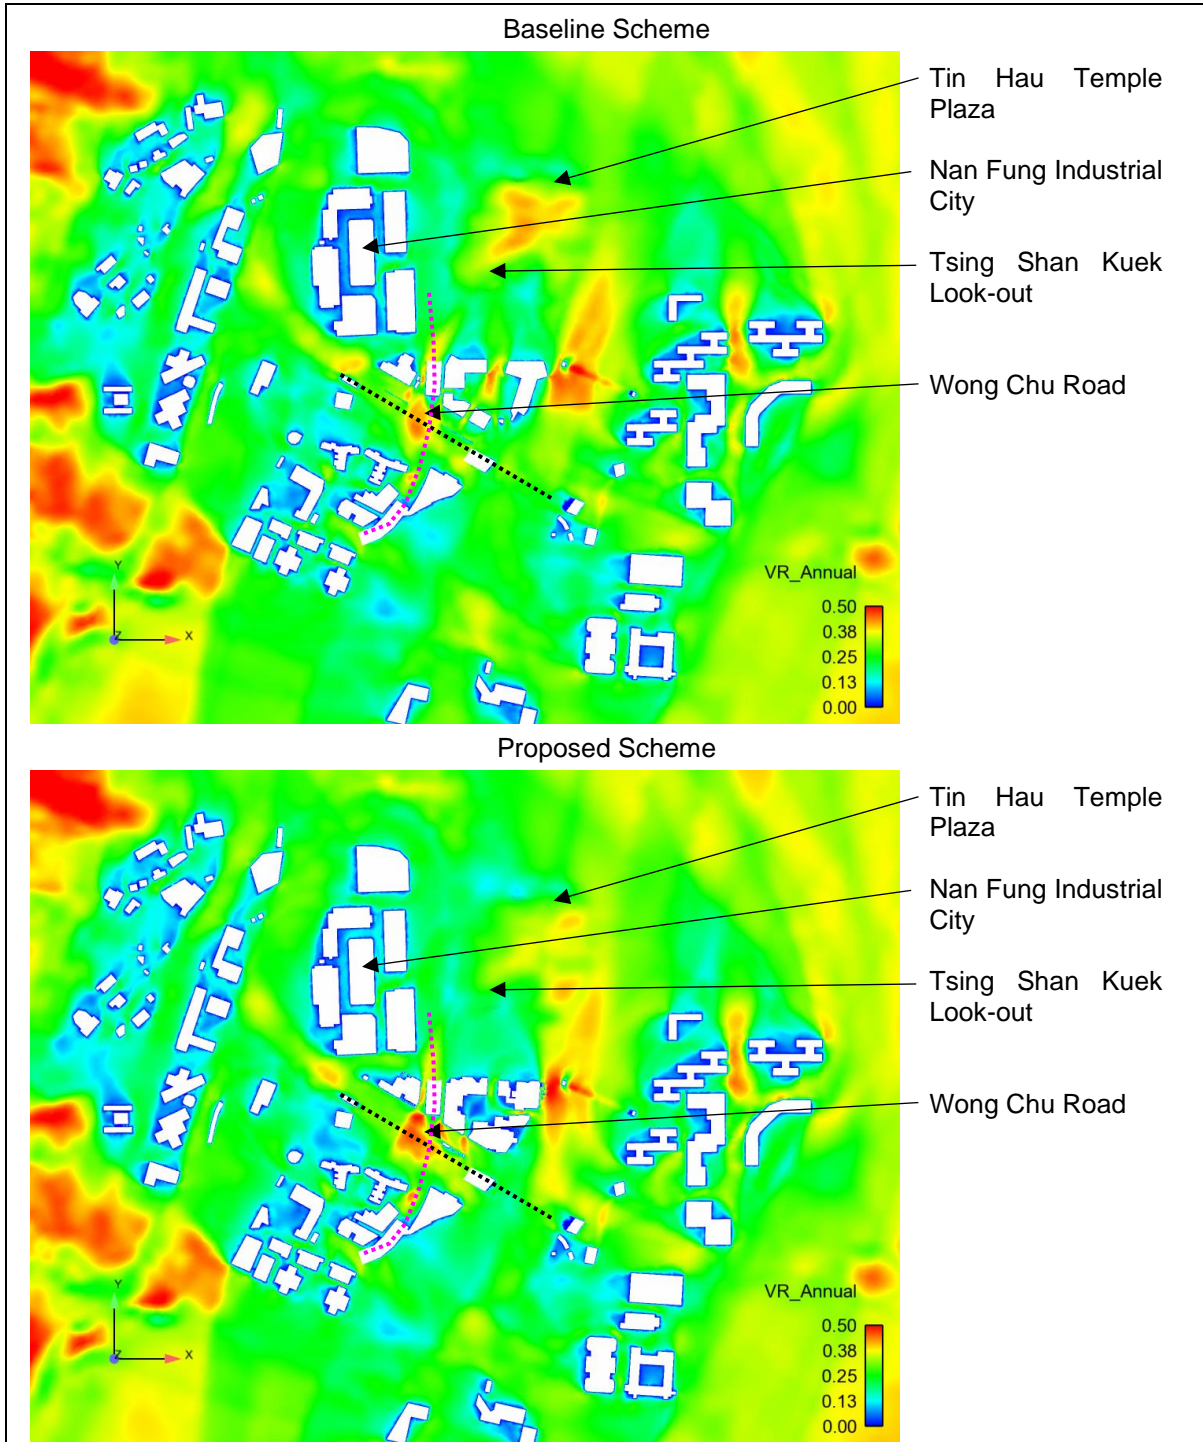 Baseline Scheme
Tin Hau Temple
Plaza
Nan Fung Industrial
City
Tsing Shan Kuek
Look-out
Wong Chu Road
VR_Annual
0.50
0.38
0.25
0.13
0.00
Y
Z
X
Proposed Scheme
Tin Hau Temple
Plaza
Nan Fung Industrial
City
Tsing Shan Kuek
Look-out
Wong Chu Road
VR_Annual
0.50
0.38
0.25
0.13
0.00
Y
Z
X